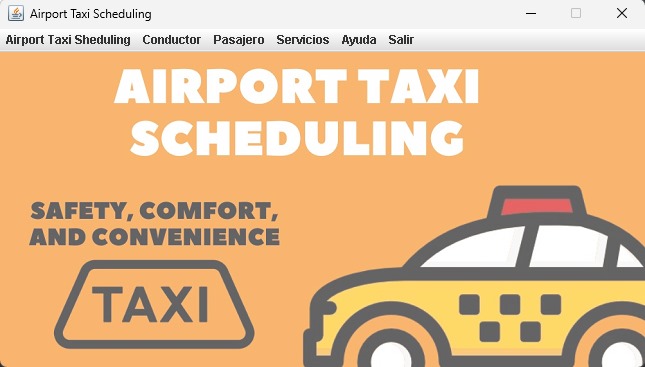 Airport Taxi Scheduling
Airport Taxi Sheduling Conductor Pasajero Servicios Ayuda Salir
AIRPORT TAXI
SCHEDULING
SAFETY, COMFORT,
AND CONVENIENCE
TAXI